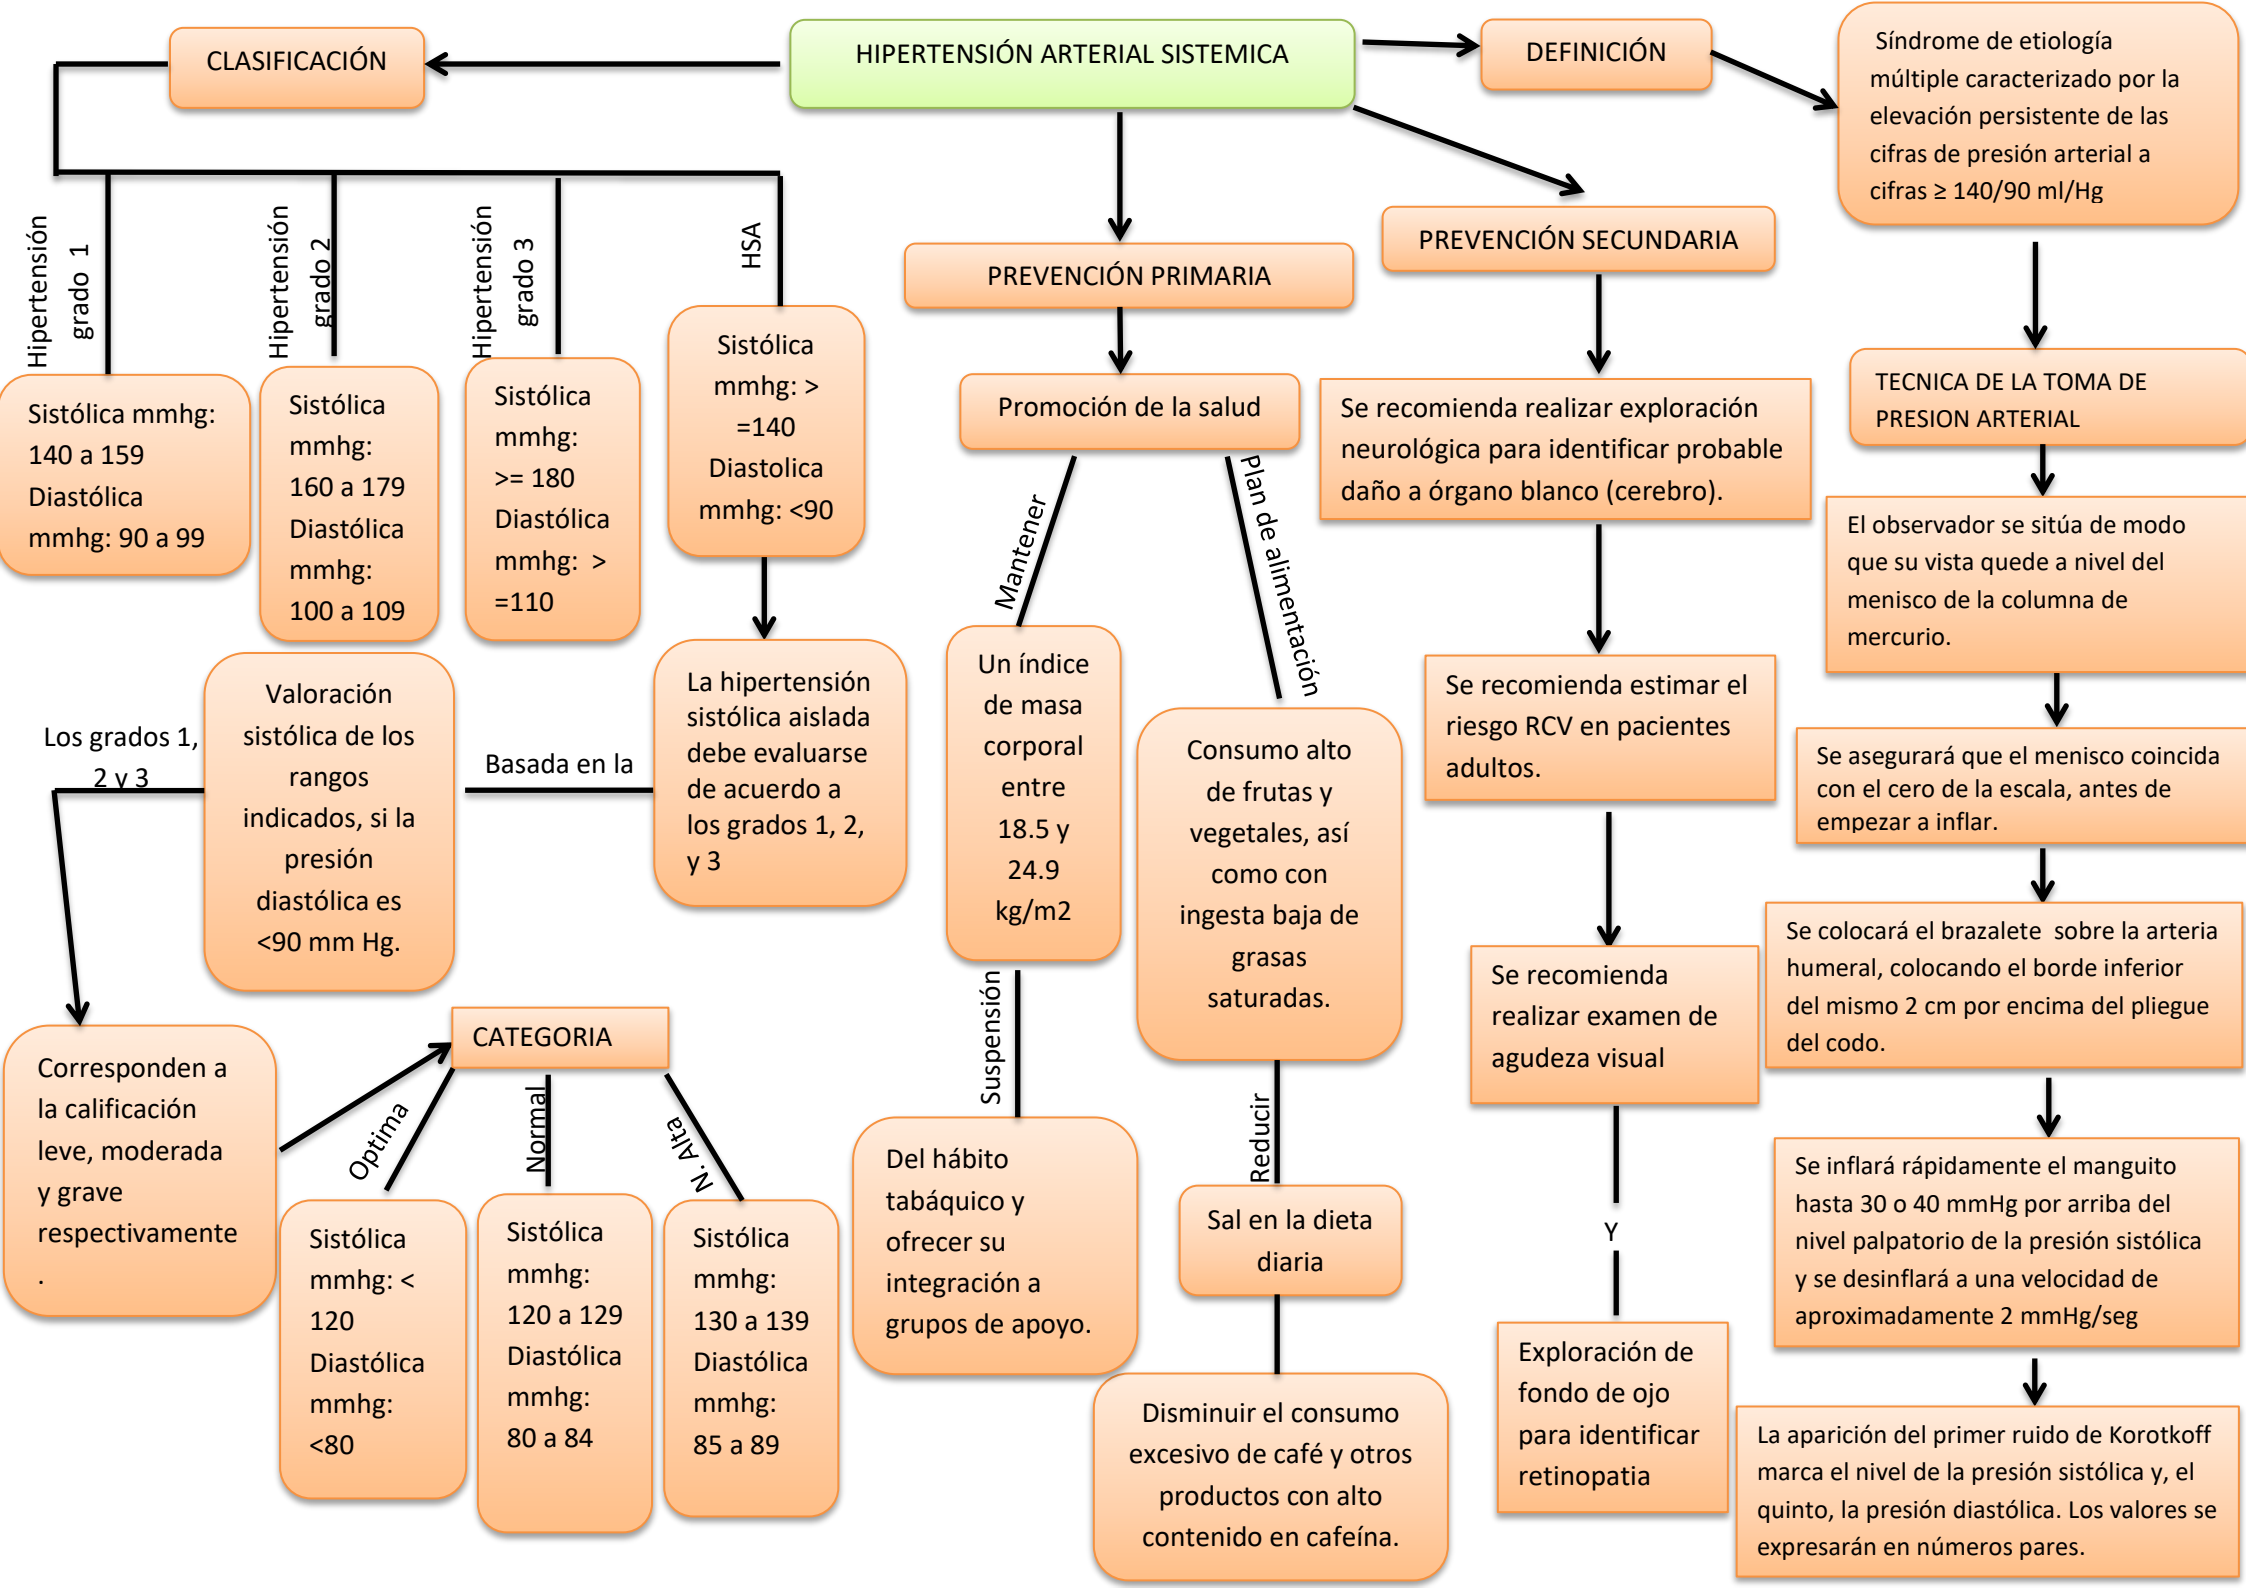 HIPERTENSIÓN ARTERIAL SISTEMICA
CLASIFICACIÓN
Hipertensión
grado 1
Sistólica mmhg:
140 a 159
Diastólica
mmhg: 90 a 99
Hipertensión
grado 2
Sistólica
mmhg:
160 a 179
Diastólica
mmhg:
100 a 109
Hipertensión
grado 3
Sistólica
mmhg:
>= 180
Diastólica
mmhg: >
=110
HSA
Sistólica
mmhg: >
=140
Diastolica
mmhg: <90
La hipertensión
sistólica aislada
debe evaluarse
de acuerdo a
los grados 1, 2,
y 3
Basada en la
Valoración
sistólica de los
rangos
indicados, si la
presión
diastólica es
<90 mm Hg.
Los grados 1,
2 y 3
Corresponden a
la calificación
leve, moderada
y grave
respectivamente
.
CATEGORIA
Optima
Sistólica
mmhg: <
120
Diastólica
mmhg:
<80
Normal
Sistólica
mmhg:
120 a 129
Diastólica
mmhg:
80 a 84
N. Alta
Sistólica
mmhg:
130 a 139
Diastólica
mmhg:
85 a 89
PREVENCIÓN PRIMARIA
Promoción de la salud
Mantener
Un índice
de masa
corporal
entre
18.5 y
24.9
kg/m2
Suspensión
Del hábito
tabáquico y
ofrecer su
integración a
grupos de apoyo.
Plan de alimentación
Consumo alto
de frutas y
vegetales, así
como con
ingesta baja de
grasas
saturadas.
Reducir
Sal en la dieta
diaria
Disminuir el consumo
excesivo de café y otros
productos con alto
contenido en cafeína.
PREVENCIÓN SECUNDARIA
Se recomienda realizar exploración
neurológica para identificar probable
daño a órgano blanco (cerebro).
Se recomienda estimar el
riesgo RCV en pacientes
adultos.
Se recomienda
realizar examen de
agudeza visual
Y
Exploración de
fondo de ojo
para identificar
retinopatia
DEFINICIÓN
Síndrome de etiología
múltiple caracterizado por la
elevación persistente de las
cifras de presión arterial a
cifras ≥ 140/90 ml/Hg
TECNICA DE LA TOMA DE
PRESION ARTERIAL
El observador se sitúa de modo
que su vista quede a nivel del
menisco de la columna de
mercurio.
Se asegurará que el menisco coincida
con el cero de la escala, antes de
empezar a inflar.
Se colocará el brazalete  sobre la arteria
humeral, colocando el borde inferior
del mismo 2 cm por encima del pliegue
del codo.
Se inflará rápidamente el manguito
hasta 30 o 40 mmHg por arriba del
nivel palpatorio de la presión sistólica
y se desinflará a una velocidad de
aproximadamente 2 mmHg/seg
La aparición del primer ruido de Korotkoff
marca el nivel de la presión sistólica y, el
quinto, la presión diastólica. Los valores se
expresarán en números pares.